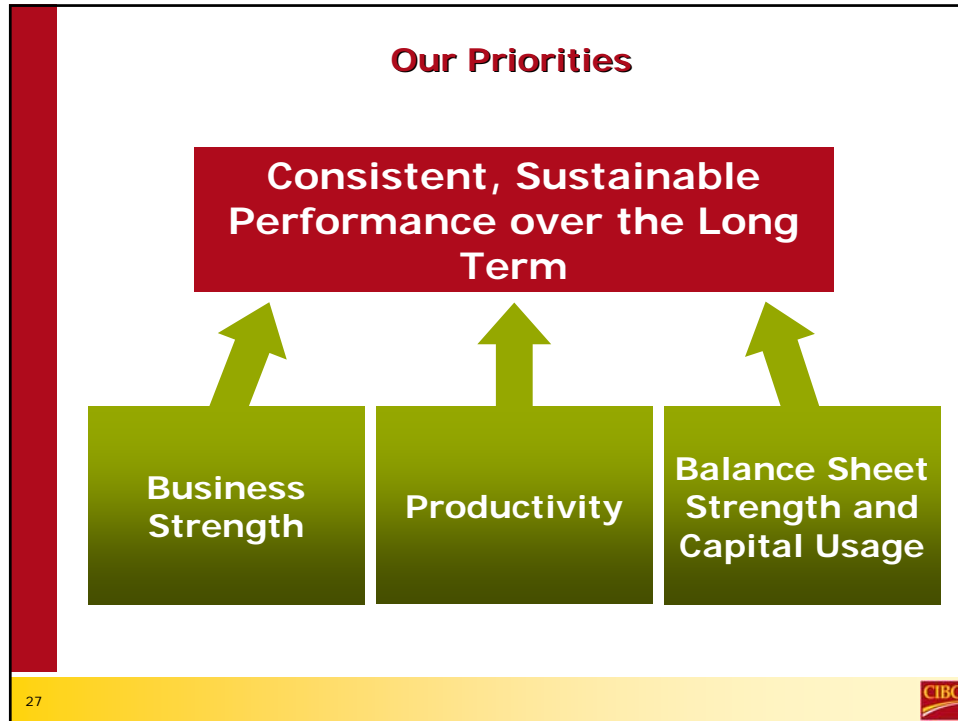 Our Priorities
Consistent, Sustainable
Performance over the Long
Term
Business
Strength
Productivity
Balance Sheet
Strength and
Capital Usage
27
CIBC